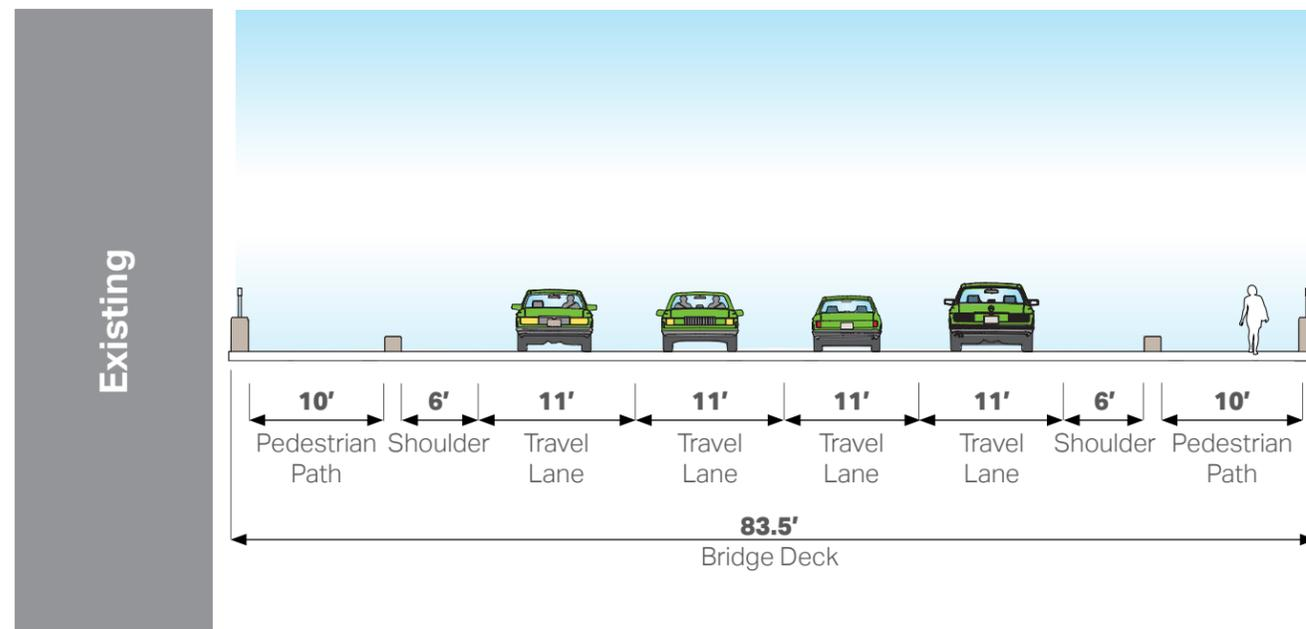 Existing
10′ 6′ 11′ 11′ 11′ 11′ 6′ 10′
Pedestrian Shoulder Travel Travel Travel Travel Shoulder Pedestrian
Path Lane Lane Lane Lane Path
83.5′
Bridge Deck